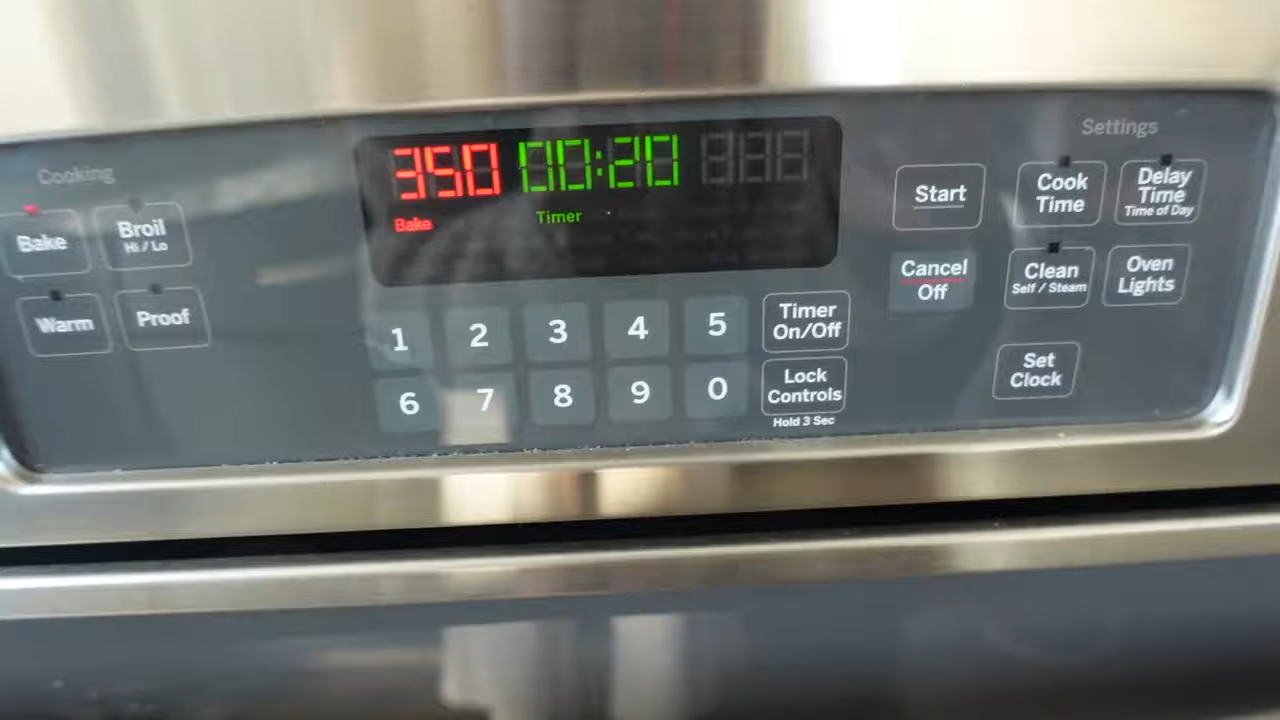 Cooking
Bake
Broil
Hi / Lo
Warm
Proof
350 00:20
Bake Timer
1 2 3 4 5
6 7 8 9 0
Timer
On/Off
Lock
Controls
Hold 3 Sec
Start
Cancel
Off
Settings
Cook
Time
Delay
Time
Time of Day
Clean
Self / Steam
Oven
Lights
Set
Clock